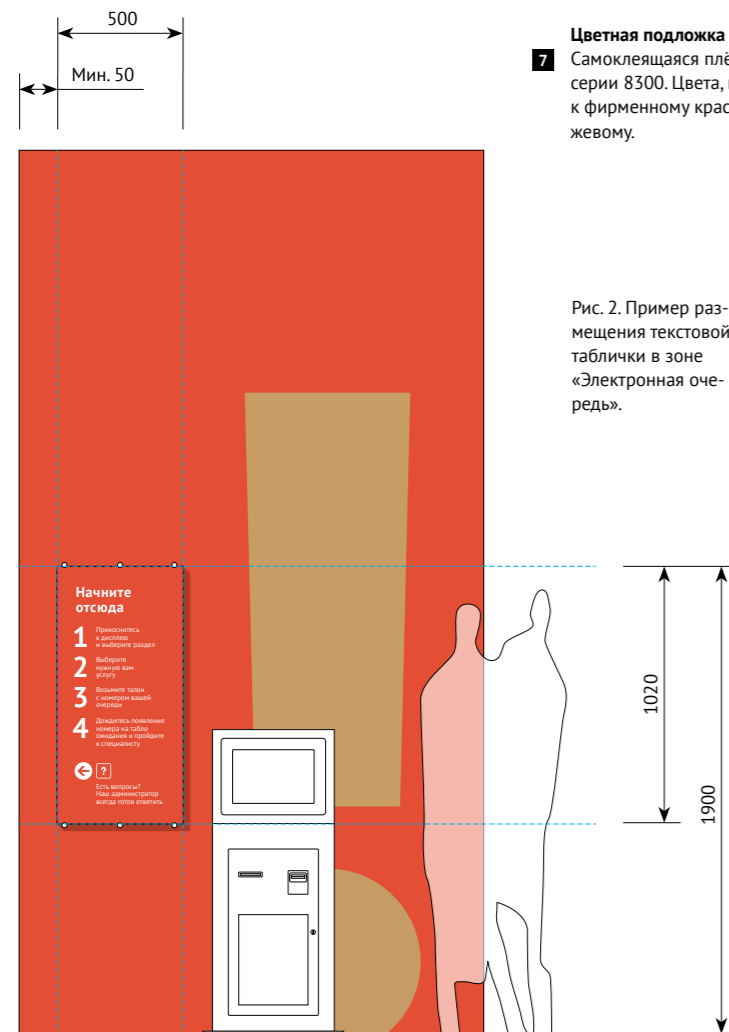 500
Мин. 50
Цветная подложка
7
Самоклеящаяся
серии 8300. Цвета,
к фирменному
жевому.
Рис. 2. Пример раз-
мещения текстовой
таблички в зоне
«Электронная оче-
редь».
Начните
отсюда
1
Прикоснитесь
к дисплею
и выберите раздел
2
Выберите
нужную вам
услугу
3
Возьмите талон
с номером вашей
очереди
4
Дождитесь появления
номера на табло
ожидания и пройдите
к специалисту
?
Есть вопросы?
Наш администратор
всегда готов ответить
1020
1900